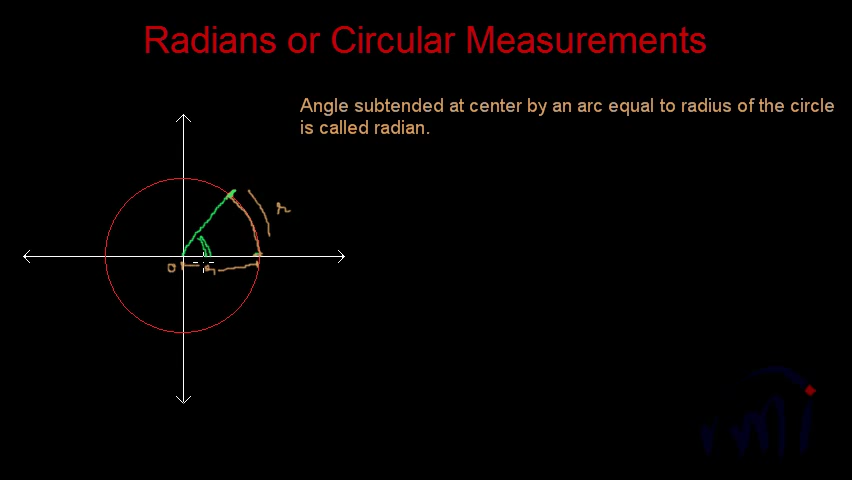 Radians or Circular Measurements
Angle subtended at center by an arc equal to radius of the circle
is called radian.
r
o r
rmi